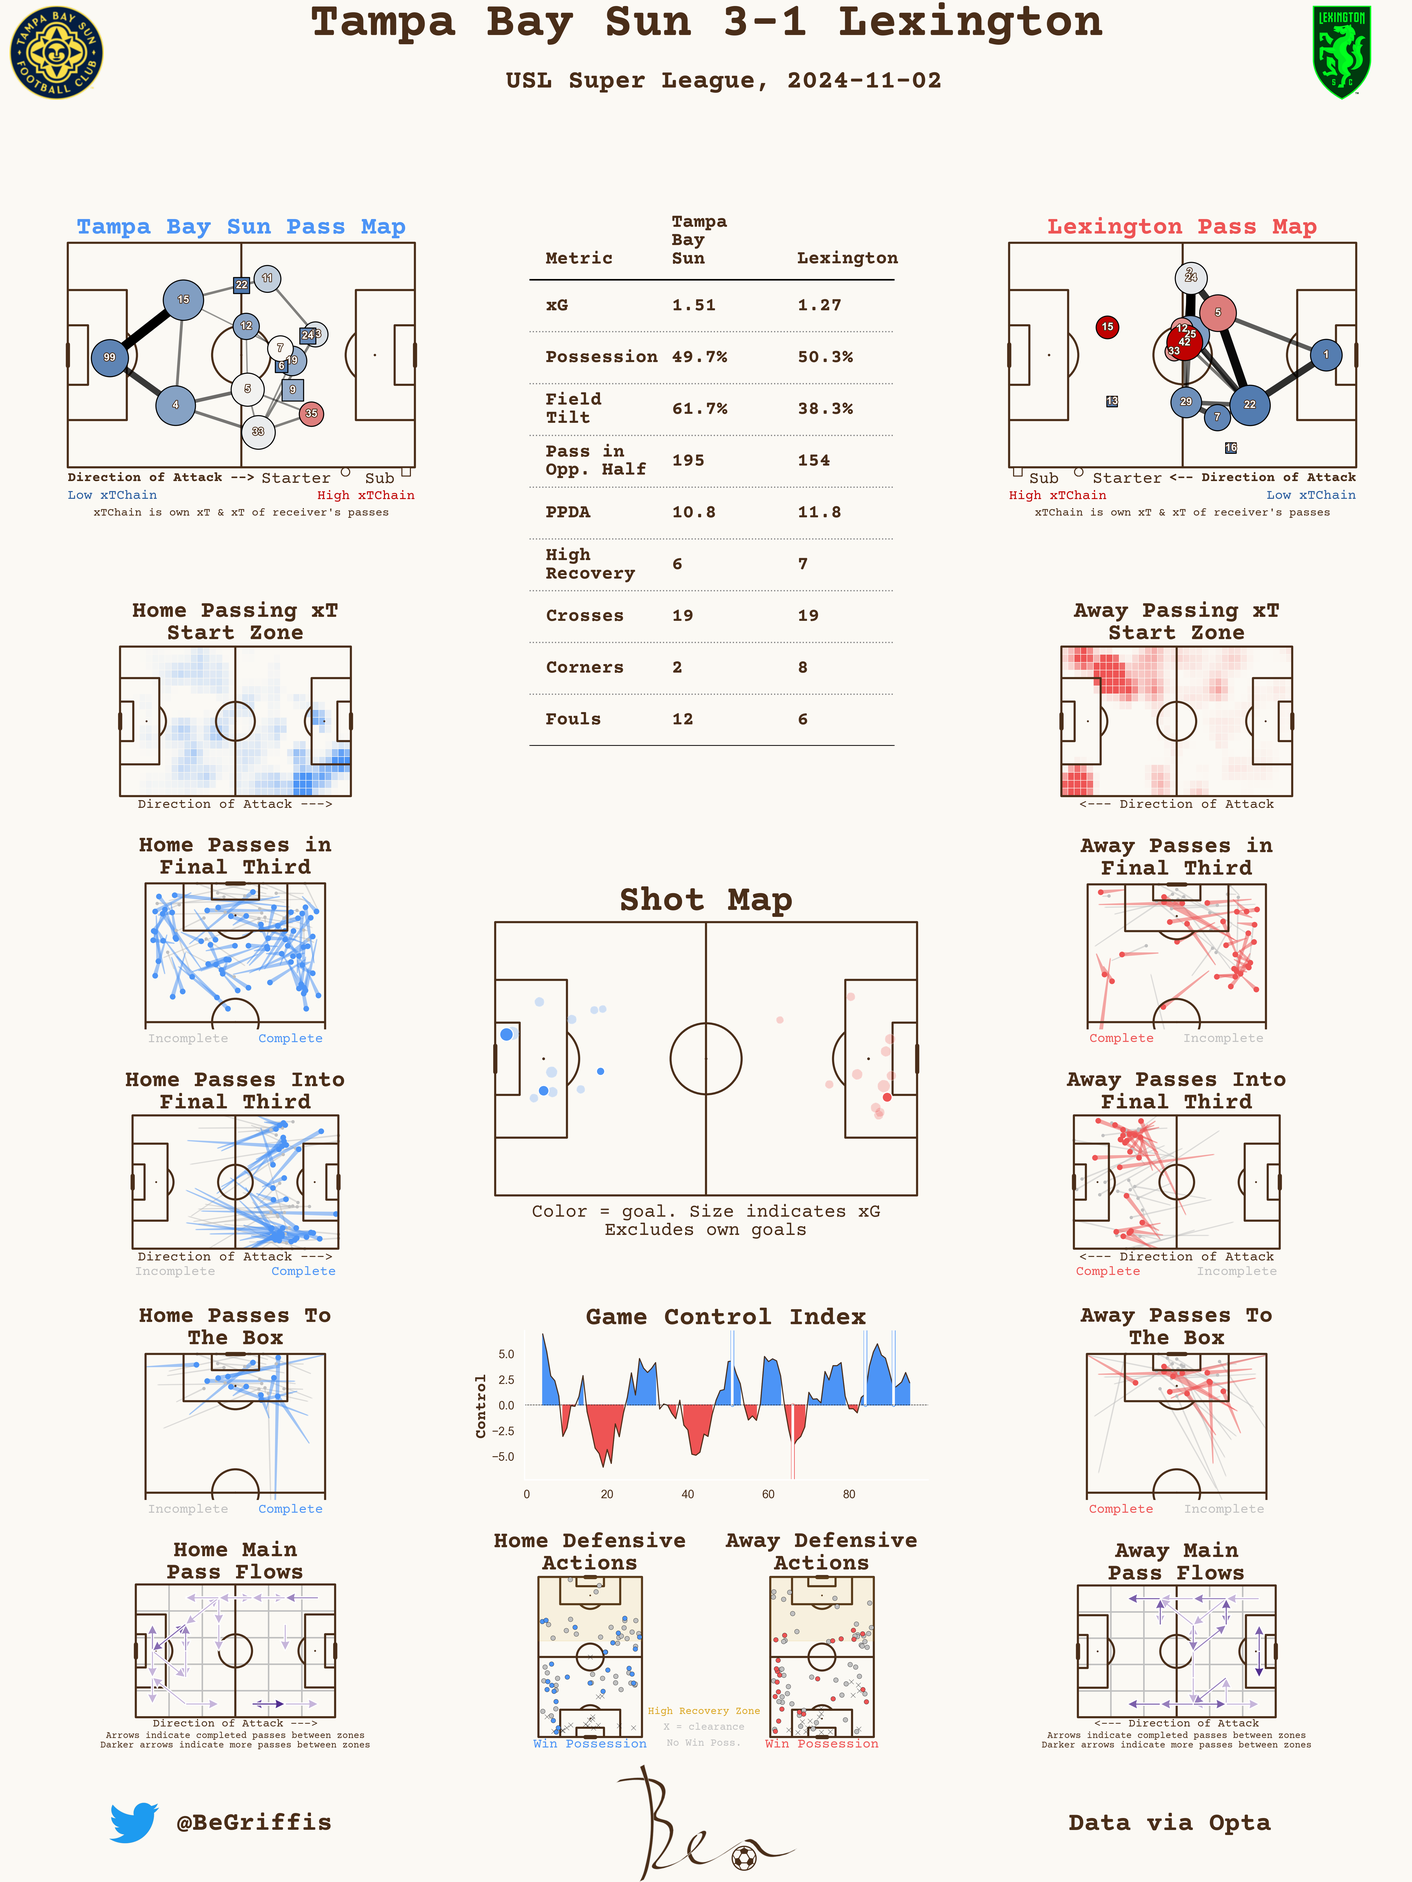 Tampa Bay Sun 3-1 Lexington
USL Super League, 2024-11-02
TAMPA BAY SUN
FOOTBALL CLUB
LEXINGTON
SC
Tampa Bay Sun Pass Map
99
15
4
22
11
12
7
24
3
19
6
5
9
35
33
Direction of Attack --> Starter Sub
Low xTChain High xTChain
xTChain is own xT & xT of receiver's passes
Metric Tampa Bay Sun Lexington
xG 1.51 1.27
Possession 49.7% 50.3%
Field Tilt 61.7% 38.3%
Pass in Opp. Half 195 154
PPDA 10.8 11.8
High Recovery 6 7
Crosses 19 19
Corners 2 8
Fouls 12 6
Lexington Pass Map
24
5
15
12
25
42
33
1
13
29
7
22
16
Sub Starter <-- Direction of Attack
High xTChain Low xTChain
xTChain is own xT & xT of receiver's passes
Home Passing xT
Start Zone
Direction of Attack --->
Away Passing xT
Start Zone
<--- Direction of Attack
Home Passes in
Final Third
Incomplete Complete
Away Passes in
Final Third
Complete Incomplete
Shot Map
Color = goal. Size indicates xG
Excludes own goals
Home Passes Into
Final Third
Direction of Attack --->
Incomplete Complete
Away Passes Into
Final Third
<--- Direction of Attack
Complete Incomplete
Home Passes To
The Box
Incomplete Complete
Game Control Index
Control
5.0
2.5
0.0
−2.5
−5.0
0 20 40 60 80
Away Passes To
The Box
Complete Incomplete
Home Main
Pass Flows
Direction of Attack --->
Arrows indicate completed passes between zones
Darker arrows indicate more passes between zones
Home Defensive
Actions
Win Possession
Away Defensive
Actions
Win Possession
High Recovery Zone
X = clearance
No Win Poss.
Away Main
Pass Flows
<--- Direction of Attack
Arrows indicate completed passes between zones
Darker arrows indicate more passes between zones
@BeGriffis
Ben
Data via Opta